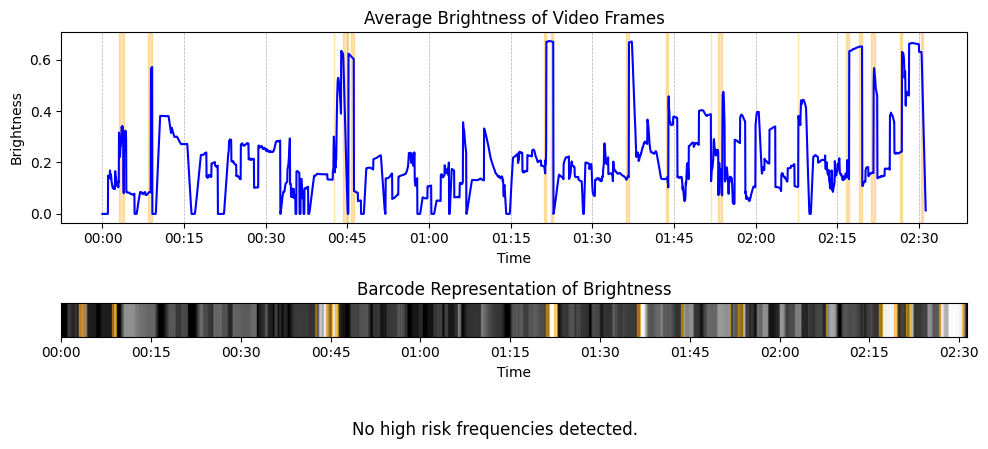 Average Brightness of Video Frames
Brightness
0.6
0.4
0.2
0.0
00:00 00:15 00:30 00:45 01:00 01:15 01:30 01:45 02:00 02:15 02:30
Time
Barcode Representation of Brightness
00:00 00:15 00:30 00:45 01:00 01:15 01:30 01:45 02:00 02:15 02:30
Time
No high risk frequencies detected.